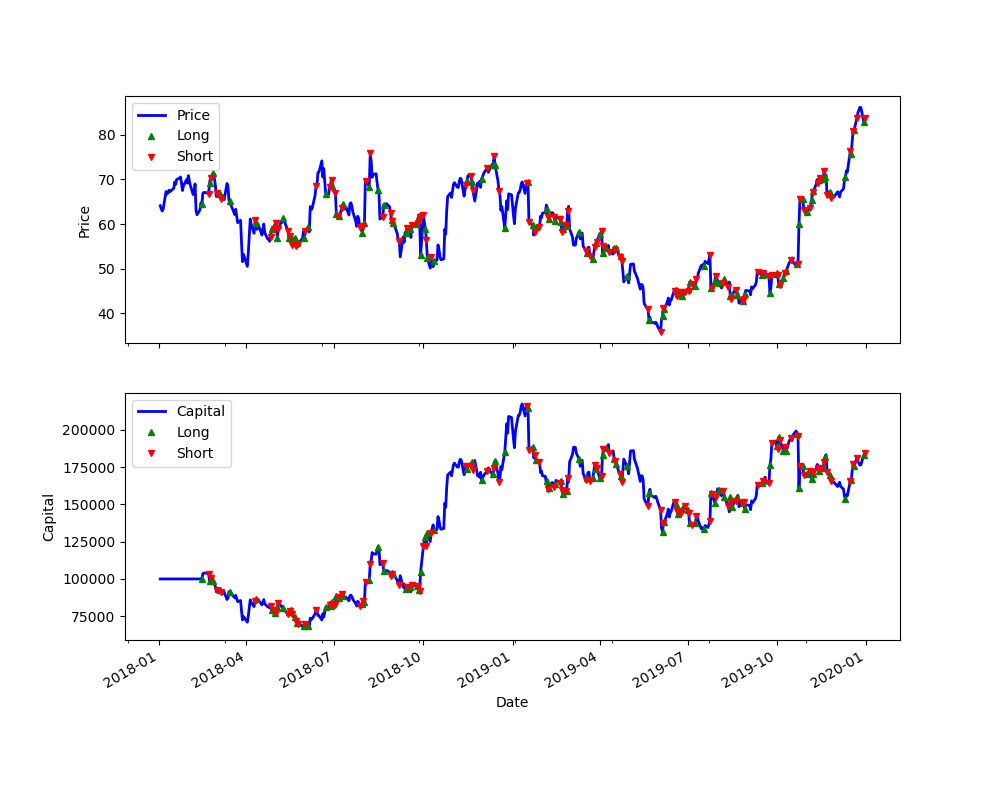 Price
Long
Short
80
70
60
50
40
Price
Capital
Long
Short
200000
175000
150000
125000
100000
75000
Capital
2018-01
2018-04
2018-07
2018-10
2019-01
2019-04
2019-07
2019-10
2020-01
Date